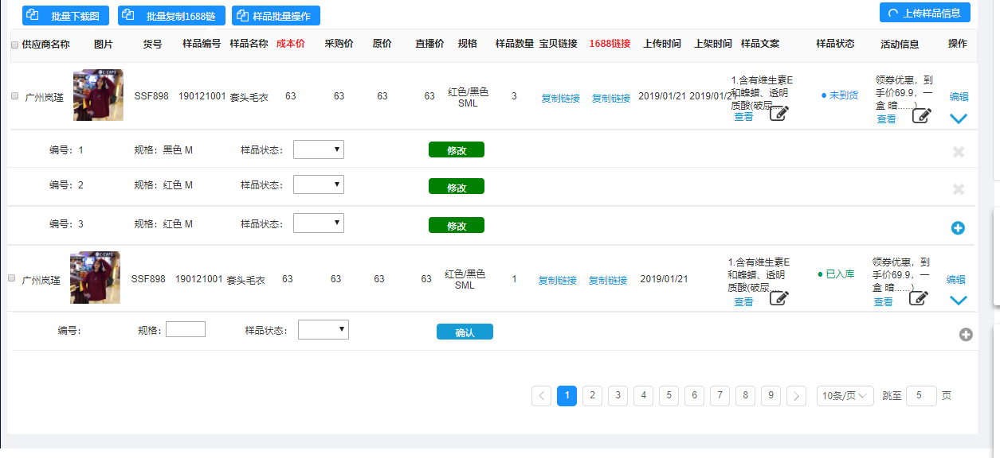 批量下载图 批量复制1688链 样品批量操作 上传样品信息
供应商名称 图片 货号 样品编号 样品名称 成本价 采购价 原价 直播价 规格 样品数量 宝贝链接 1688链接 上传时间 上架时间 样品文案 样品状态 活动信息 操作
广州岚瑾 SSF898 190121001 套头毛衣 63 63 63 63 红色/黑色 3 复制链接 复制链接 2019/01/21 2019/01/21 1.含有维生素E 未到货 领券优惠，到 编辑
SML 和蜂蜡、透明 手价69.9，一
质酸(破尿.... 盒 暗......)
查看 查看
编号：1 规格：黑色 M 样品状态： 修改
编号：2 规格：红色 M 样品状态： 修改
编号：3 规格：红色 M 样品状态： 修改
广州岚瑾 SSF898 190121001 套头毛衣 63 63 63 63 红色/黑色 1 复制链接 复制链接 2019/01/21 1.含有维生素E 已入库 领券优惠，到 编辑
SML 和蜂蜡、透明 手价69.9，一
质酸(破尿.... 盒 暗......)
查看 查看
编号： 规格： 样品状态： 确认
1 2 3 4 5 6 7 8 9 10条/页 跳至 5 页